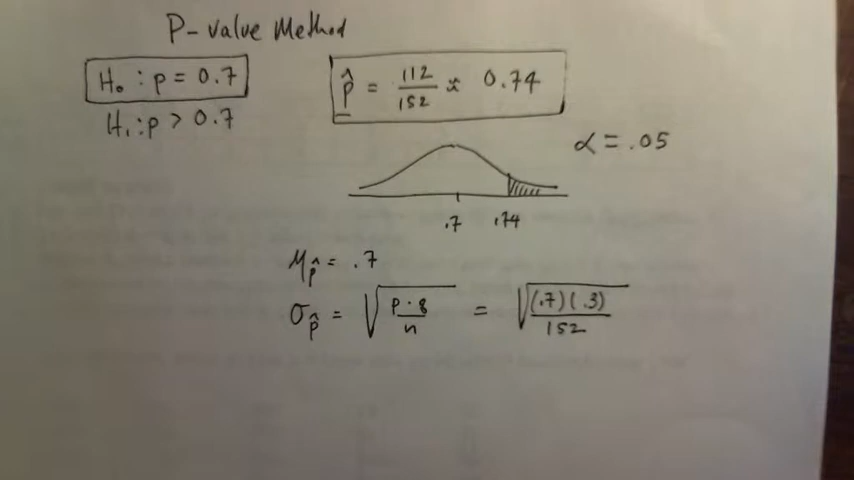 P-value Method
H₀ : p = 0.7
p̂ = 112/152 ≈ 0.74
H₁ : p > 0.7
α = .05
.7 .74
μp̂ = .7
σp̂ = √(p·q/n) = √((.7)(.3)/152)